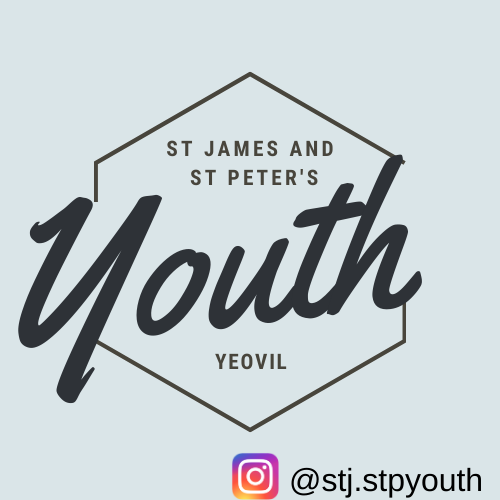 ST JAMES AND
ST PETER'S
Youth
YEOVIL
@stj.stpyouth